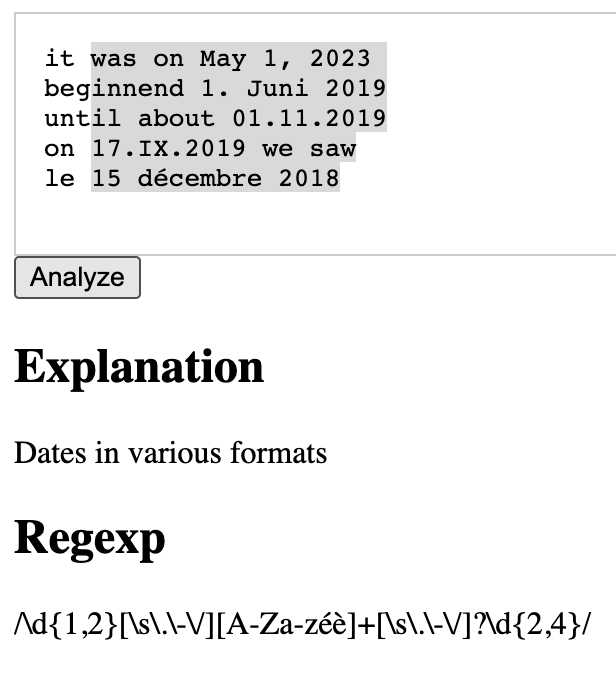 it was on May 1, 2023
beginnend 1. Juni 2019
until about 01.11.2019
on 17.IX.2019 we saw
le 15 décembre 2018
Analyze
Explanation
Dates in various formats
Regexp
/\d{1,2}[\s\.\-\/][A-Za-zéè]+[\s\.\-\/]?\d{2,4}/